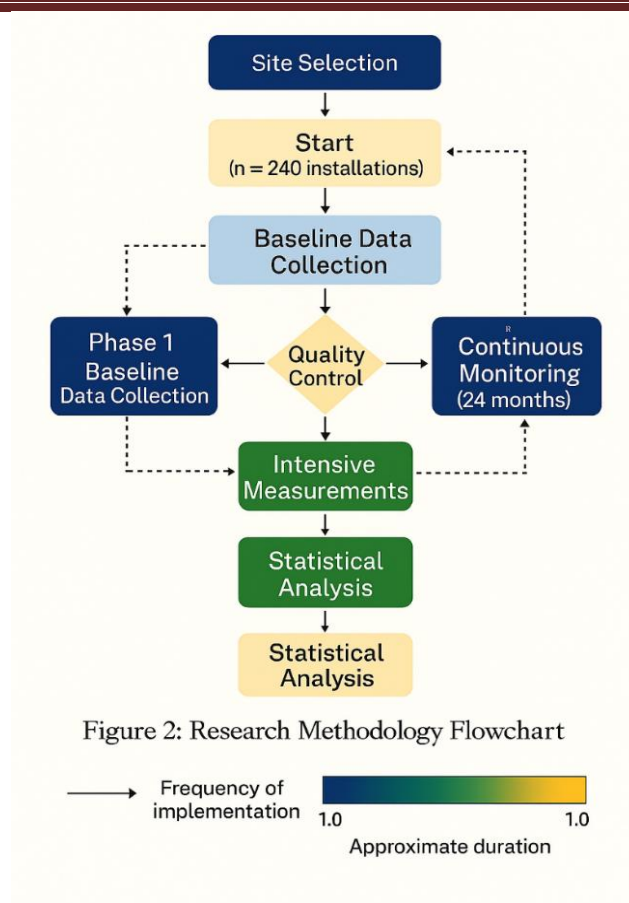 Site Selection
Start
(n = 240 installations)
Baseline Data
Collection
Phase 1
Baseline
Data Collection
Quality
Control
R
Continuous
Monitoring
(24 months)
Intensive
Measurements
Statistical
Analysis
Statistical
Analysis
Figure 2: Research Methodology Flowchart
Frequency of
implementation
1.0
1.0
Approximate duration